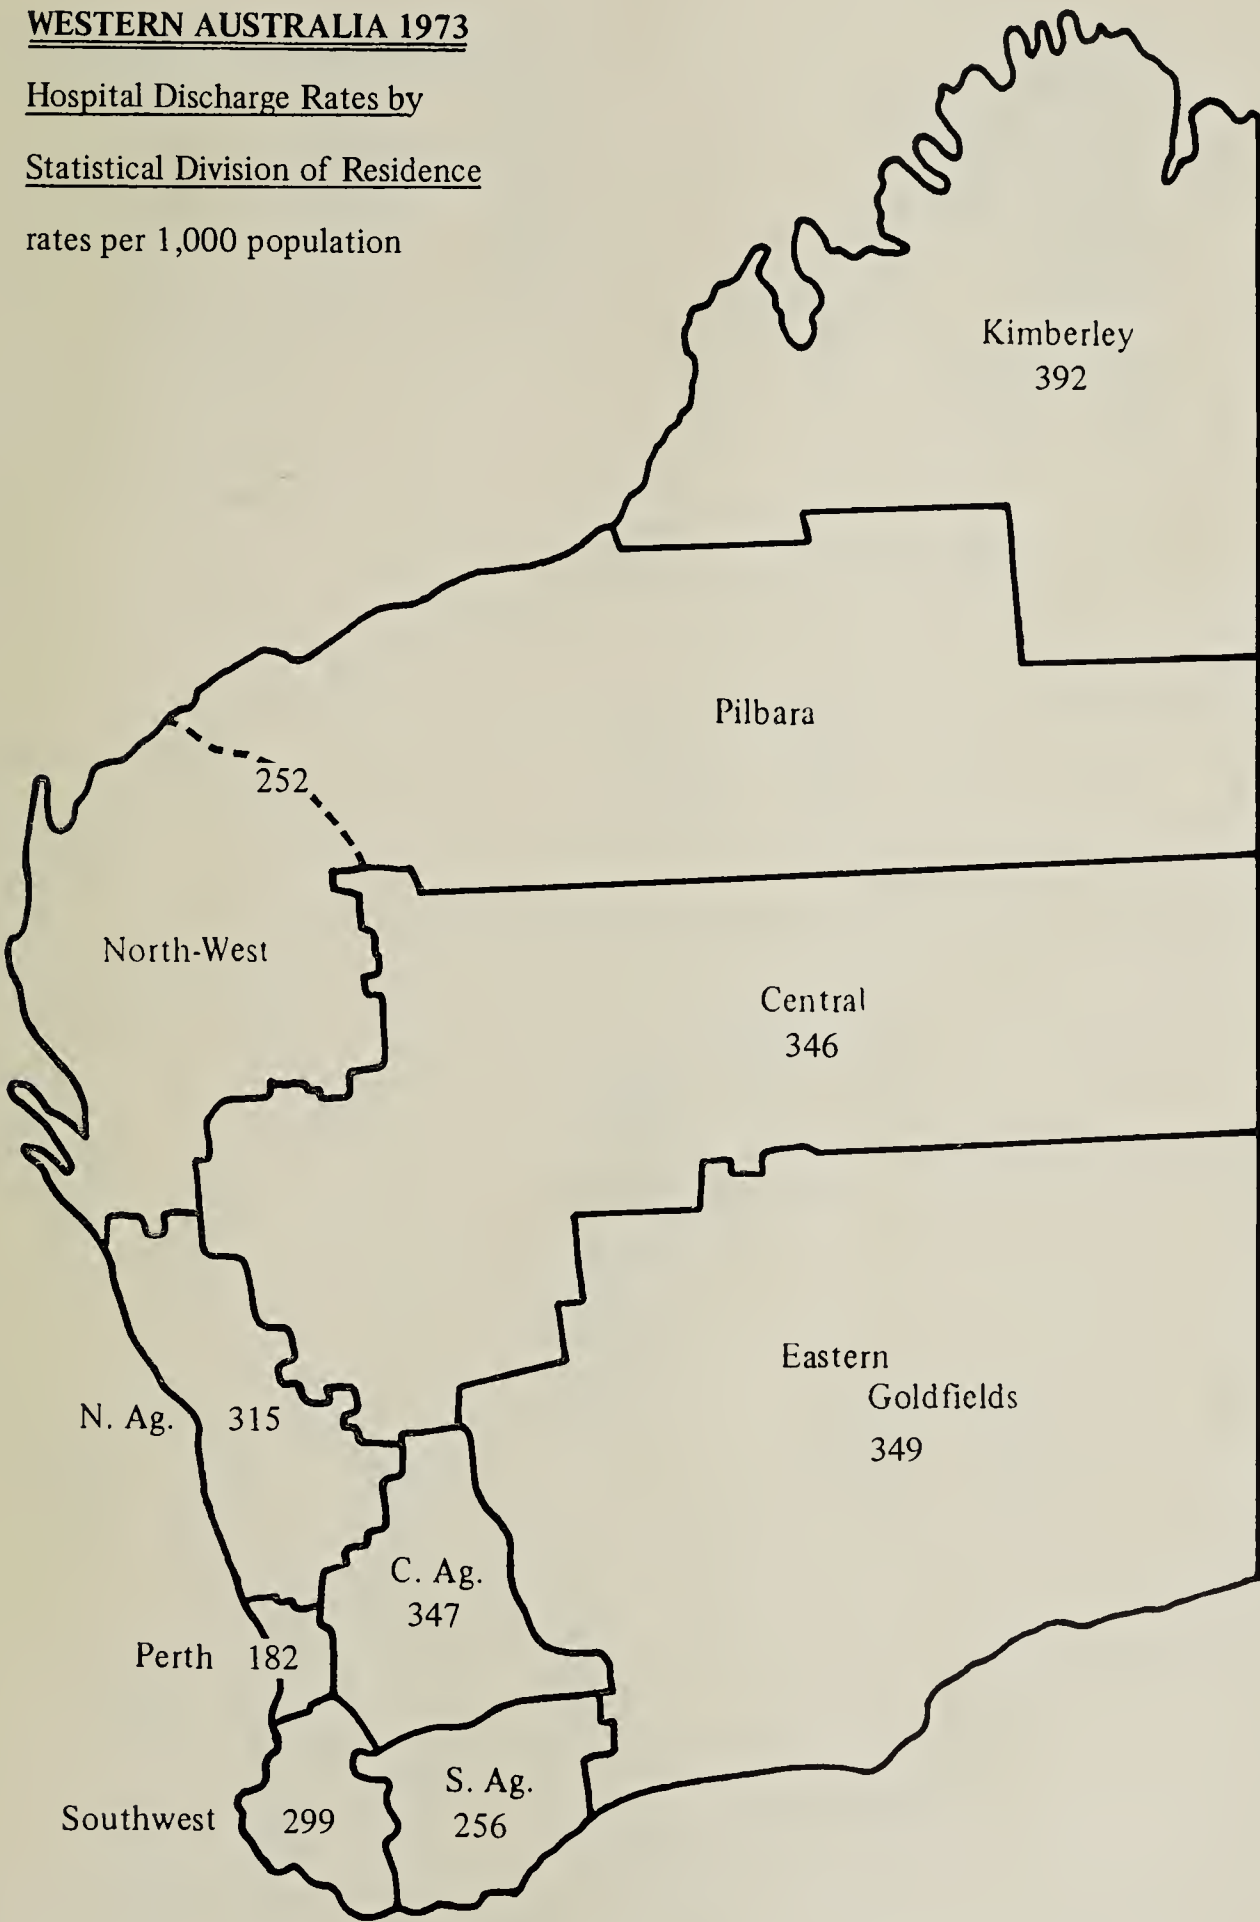 WESTERN AUSTRALIA 1973
Hospital Discharge Rates by
Statistical Division of Residence
rates per 1,000 population
Kimberley
392
Pilbara
252
North-West
Central
346
Eastern
Goldfields
349
N. Ag. 315
C. Ag.
347
Perth 182
S. Ag.
256
Southwest 299